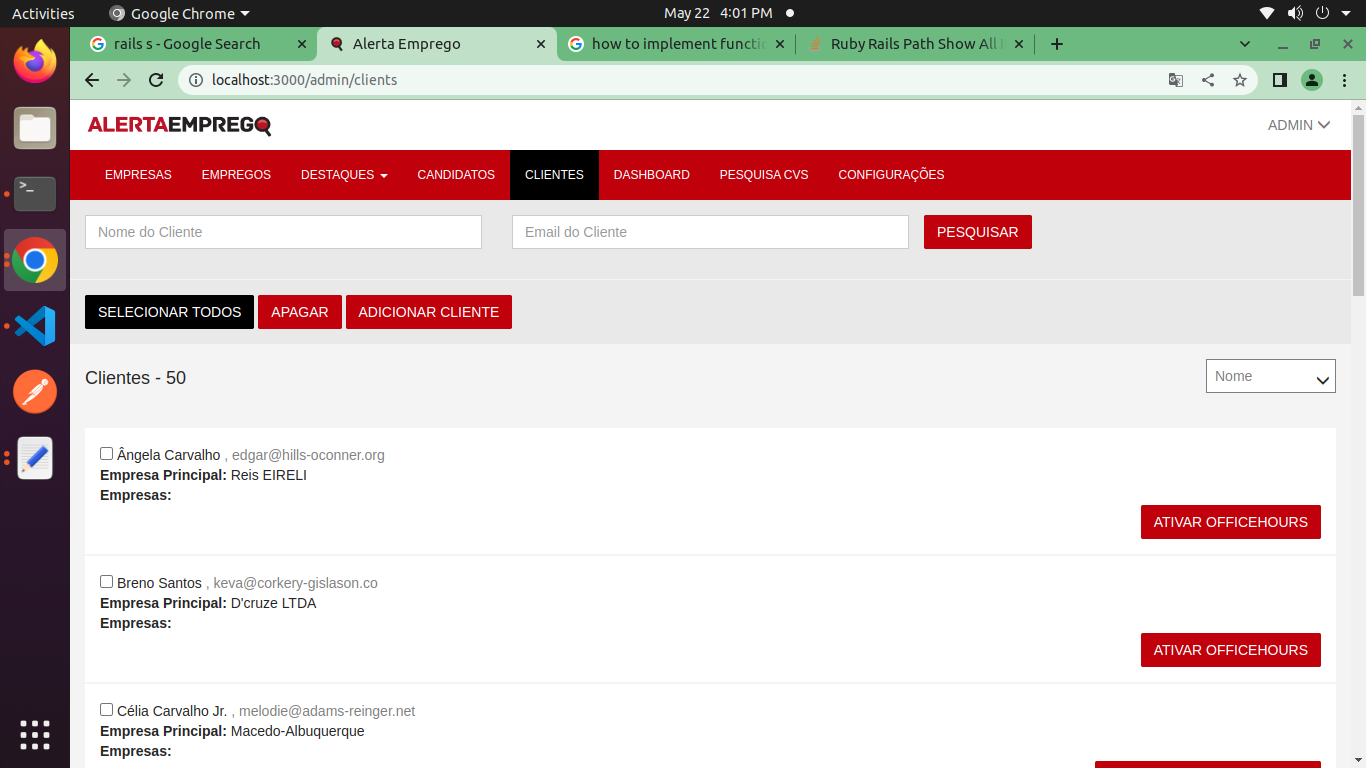 Activities Google Chrome May 22 4:01 PM
rails s - Google Search Alerta Emprego how to implement functi Ruby Rails Path Show All
localhost:3000/admin/clients
ALERTAEMPREGO ADMIN
EMPRESAS EMPREGOS DESTAQUES CANDIDATOS CLIENTES DASHBOARD PESQUISA CVS CONFIGURAÇÕES
Nome do Cliente Email do Cliente PESQUISAR
SELECIONAR TODOS APAGAR ADICIONAR CLIENTE
Clientes - 50 Nome
Ângela Carvalho , edgar@hills-oconner.org
Empresa Principal: Reis EIRELI
Empresas:
ATIVAR OFFICEHOURS
Breno Santos , keva@corkery-gislason.co
Empresa Principal: D'cruze LTDA
Empresas:
ATIVAR OFFICEHOURS
Célia Carvalho Jr. , melodie@adams-reinger.net
Empresa Principal: Macedo-Albuquerque
Empresas: